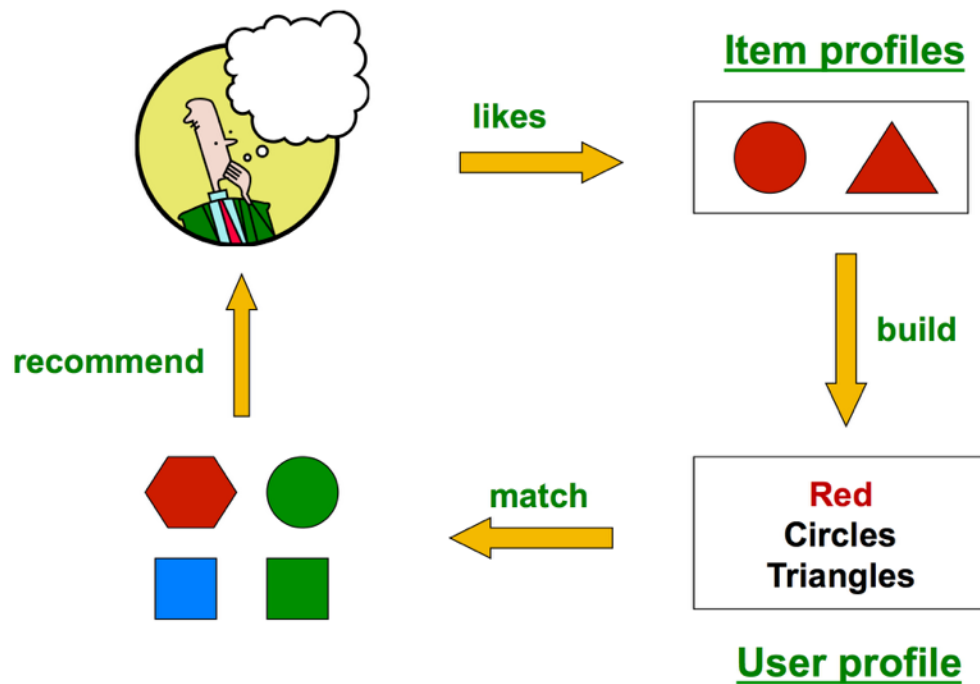 Item profiles
likes
build
recommend
match
Red
Circles
Triangles
User profile